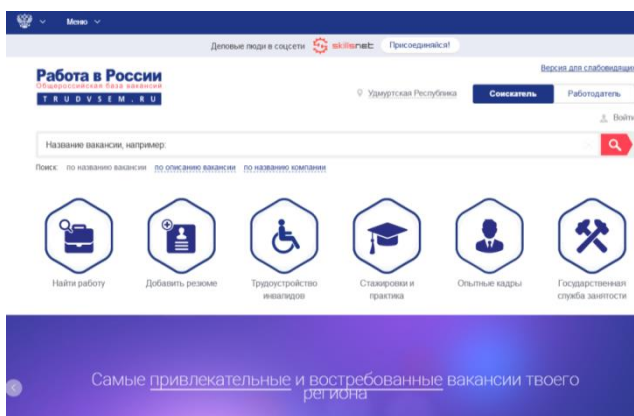 Меню
Деловые люди в соцсети skillsnet Присоединяйся!
Версия для слабовидящих
Работа в России
Общероссийская база вакансий
TRUDVSEM.RU
Удмуртская Республика
Соискатель
Работодатель
Войти
Название вакансии, например:
Поиск: по названию вакансии по описанию вакансии по названию компании
Найти работу
Добавить резюме
Трудоустройство
инвалидов
Стажировки и
практика
Опытные кадры
Государственная
служба занятости
Самые привлекательные и востребованные вакансии твоего
региона